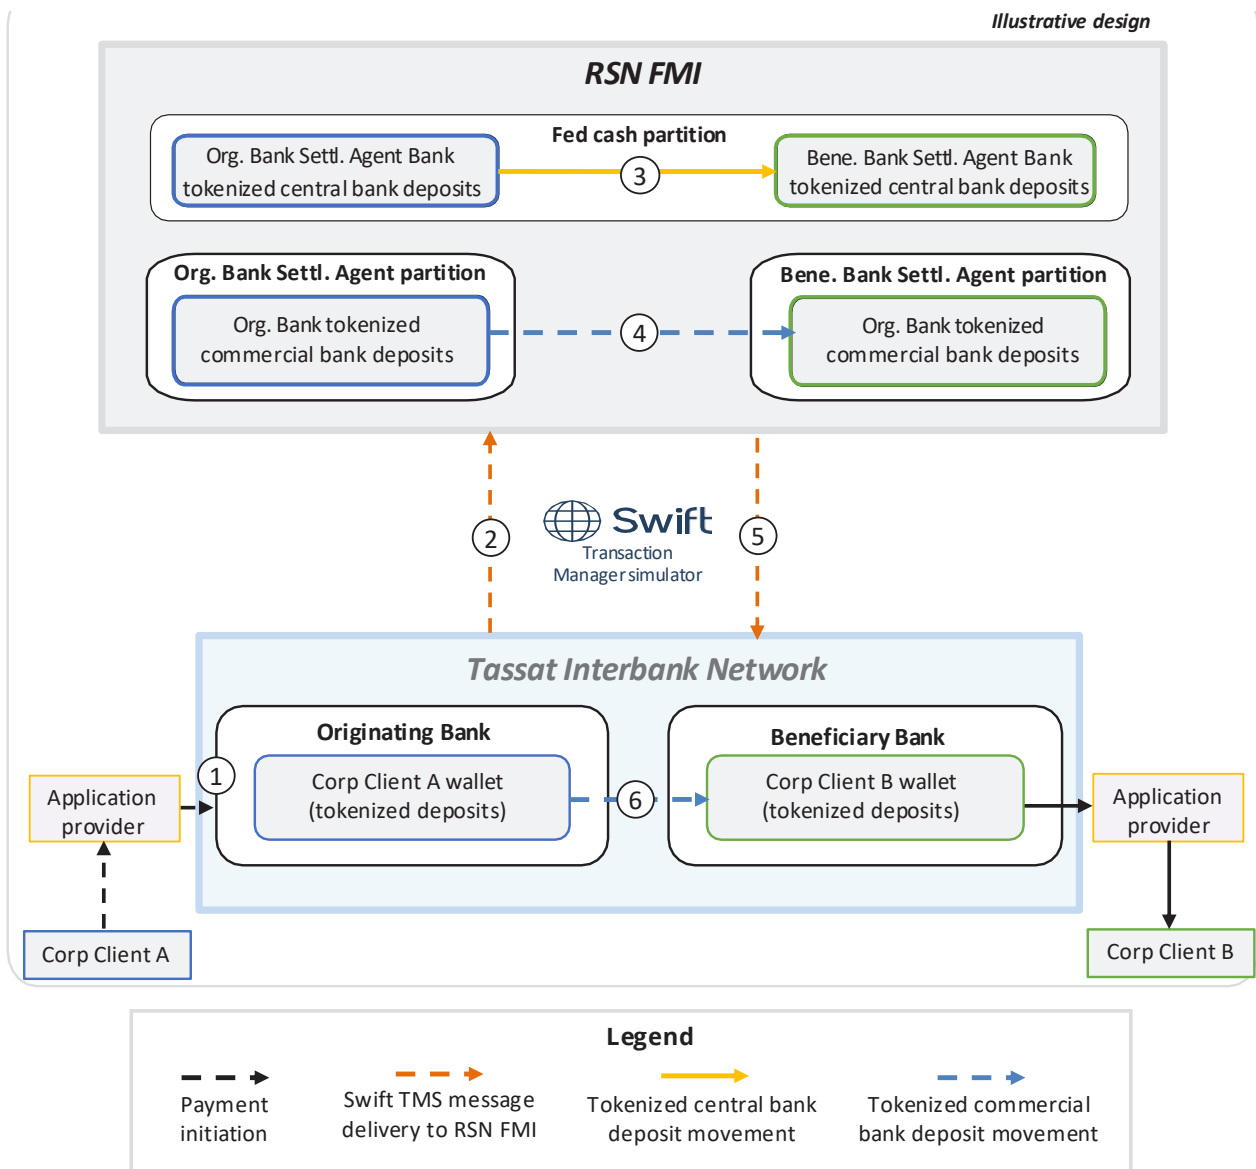 Illustrative design
RSN FMI
Fed cash partition
Org. Bank Settl. Agent Bank
tokenized central bank deposits
3
Bene. Bank Settl. Agent Bank
tokenized central bank deposits
Org. Bank Settl. Agent partition
Org. Bank tokenized
commercial bank deposits
4
Bene. Bank Settl. Agent partition
Org. Bank tokenized
commercial bank deposits
2
Swift
Transaction
Manager simulator
5
Tassat Interbank Network
Originating Bank
Corp Client A wallet
(tokenized deposits)
1
6
Beneficiary Bank
Corp Client B wallet
(tokenized deposits)
Application
provider
Application
provider
Corp Client A
Corp Client B
Legend
Payment
initiation
Swift TMS message
delivery to RSN FMI
Tokenized central bank
deposit movement
Tokenized commercial
bank deposit movement